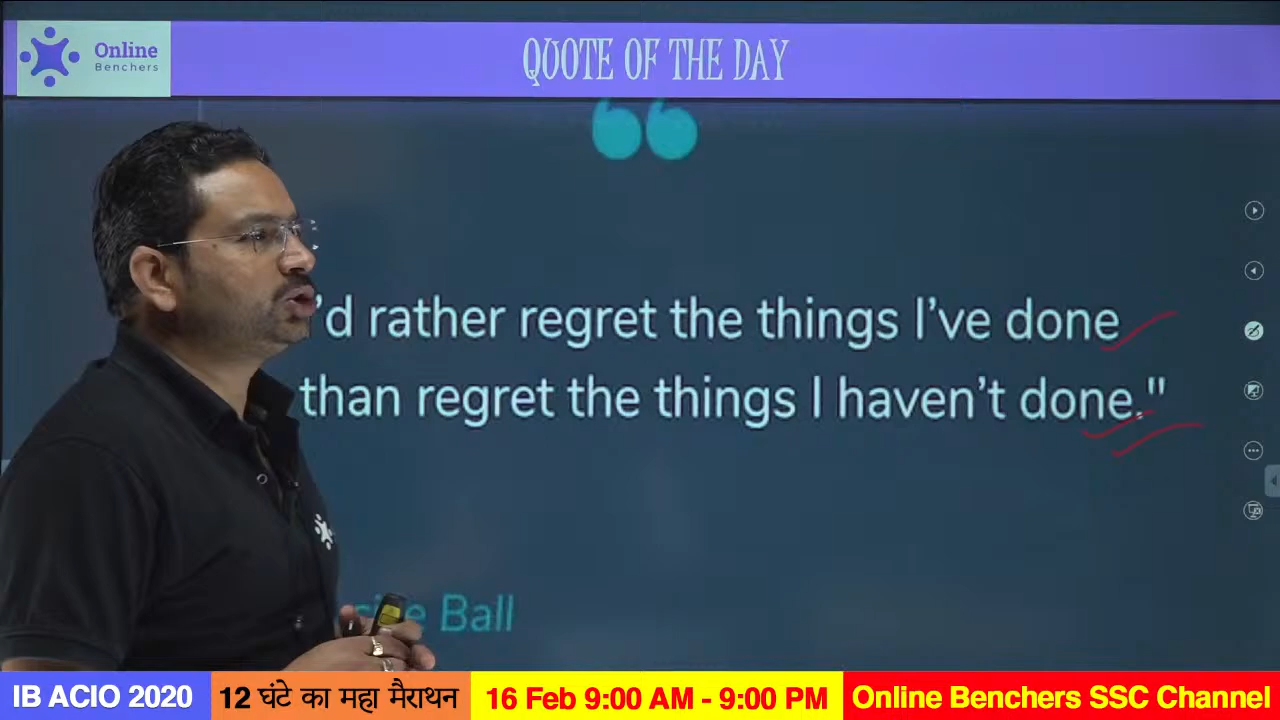 Online
Benchers
QUOTE OF THE DAY
'd rather regret the things I've done
than regret the things I haven't done."
Ball
IB ACIO 2020
12 घंटे का महा मैराथन
16 Feb 9:00 AM - 9:00 PM
Online Benchers SSC Channel